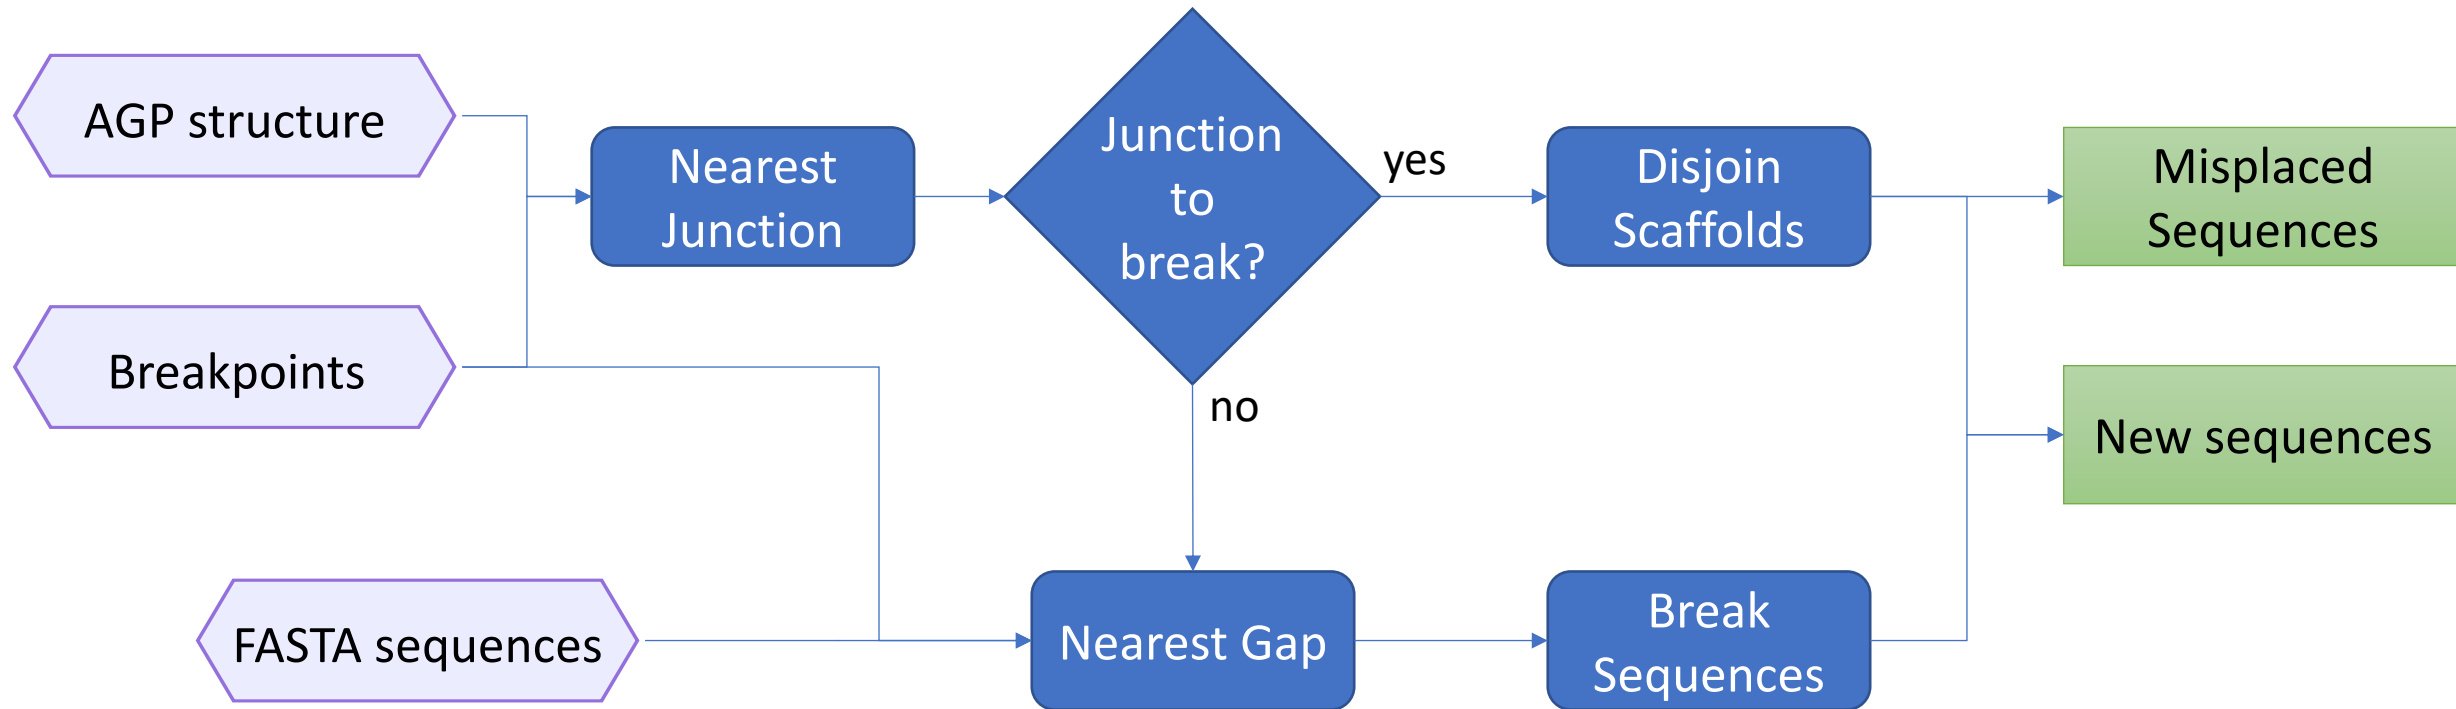 AGP structure
Breakpoints
FASTA sequences
Nearest
Junction
Junction
to
break?
yes
no
Nearest Gap
Disjoin
Scaffolds
Break
Sequences
Misplaced
Sequences
New sequences